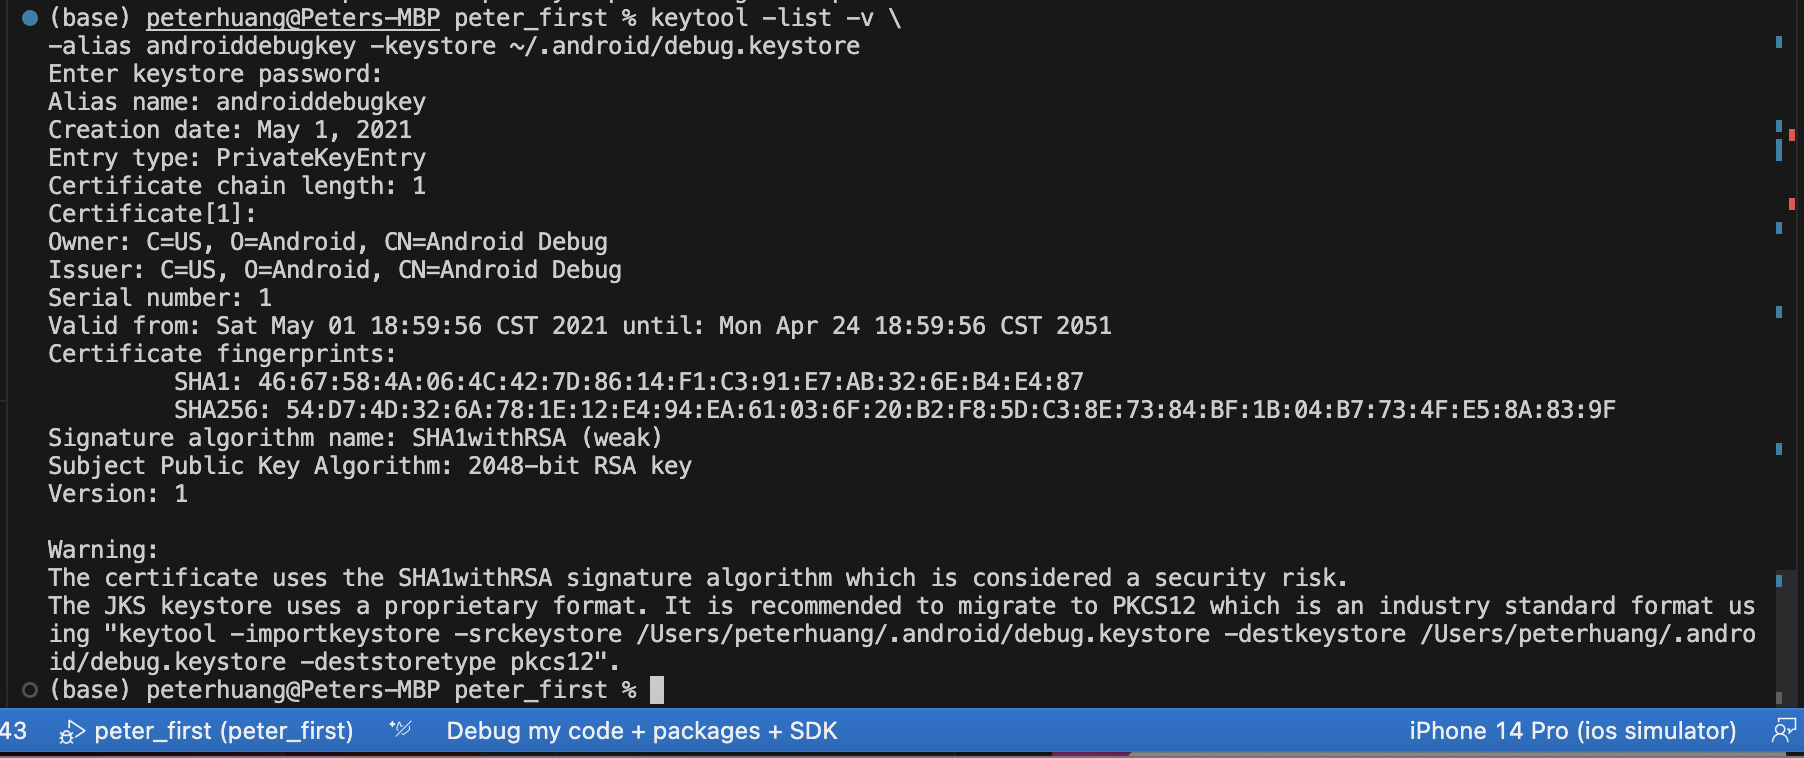 (base) peterhuang@Peters-MBP peter_first % keytool -list -v \
-alias androiddebugkey -keystore ~/.android/debug.keystore
Enter keystore password:
Alias name: androiddebugkey
Creation date: May 1, 2021
Entry type: PrivateKeyEntry
Certificate chain length: 1
Certificate[1]:
Owner: C=US, O=Android, CN=Android Debug
Issuer: C=US, O=Android, CN=Android Debug
Serial number: 1
Valid from: Sat May 01 18:59:56 CST 2021 until: Mon Apr 24 18:59:56 CST 2051
Certificate fingerprints:
SHA1: 46:67:58:4A:06:4C:42:7D:86:14:F1:C3:91:E7:AB:32:6E:B4:E4:87
SHA256: 54:D7:4D:32:6A:78:1E:12:E4:94:EA:61:03:6F:20:B2:F8:5D:C3:8E:73:84:BF:1B:04:B7:73:4F:E5:8A:83:9F
Signature algorithm name: SHA1withRSA (weak)
Subject Public Key Algorithm: 2048-bit RSA key
Version: 1
Warning:
The certificate uses the SHA1withRSA signature algorithm which is considered a security risk.
The JKS keystore uses a proprietary format. It is recommended to migrate to PKCS12 which is an industry standard format us
ing "keytool -importkeystore -srckeystore /Users/peterhuang/.android/debug.keystore -destkeystore /Users/peterhuang/.andro
id/debug.keystore -deststoretype pkcs12".
(base) peterhuang@Peters-MBP peter_first %
43 peter_first (peter_first) Debug my code + packages + SDK iPhone 14 Pro (ios simulator)